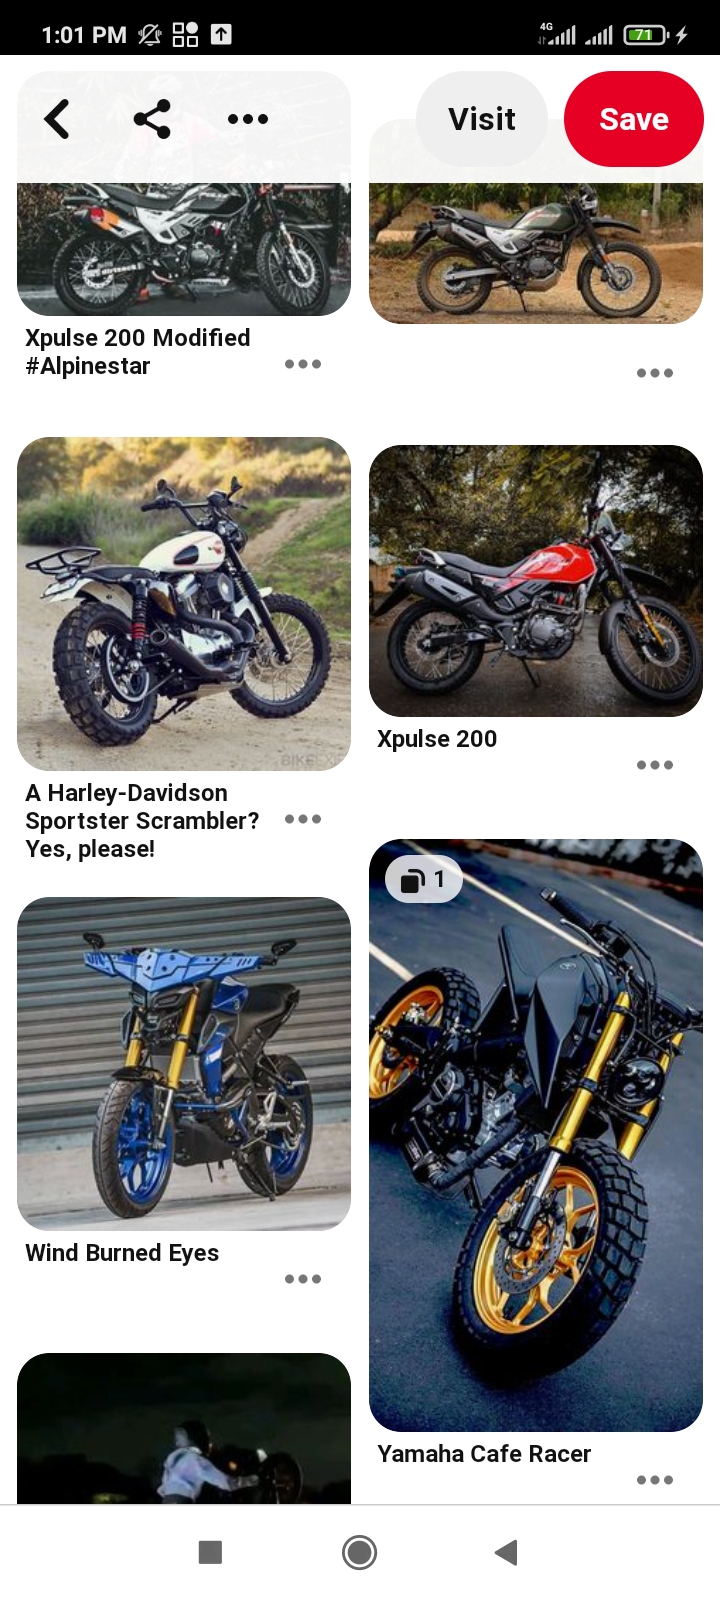 1:01 PM
4G
71
Visit
Save
Xpulse 200 Modified
#Alpinestar
Xpulse 200
A Harley-Davidson
Sportster Scrambler?
Yes, please!
1
Wind Burned Eyes
Yamaha Cafe Racer